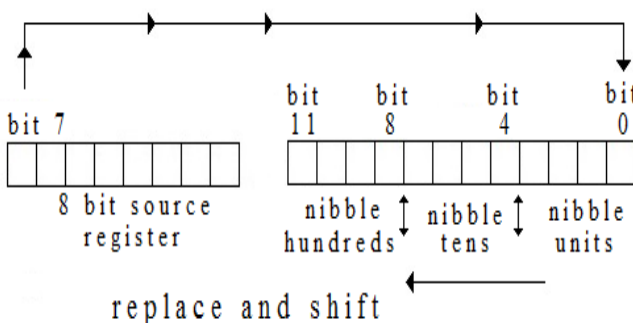 bit 11 bit 8 bit 4 bit 0
bit 7
8 bit source register
nibble hundreds
nibble tens
nibble units
replace and shift